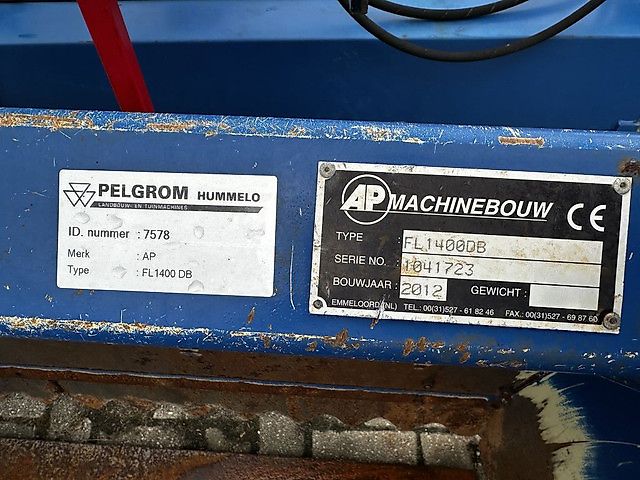 PELGROM HUMMELO
LANDBOUW- EN TUINMACHINES
ID. nummer : 7578
Merk : AP
Type : FL1400 DB
AP MACHINEBOUW CE
TYPE : FL1400DB
SERIE NO. : 1041723
BOUWJAAR : 2012 GEWICHT :
EMMELOORD (NL) TEL.: 00(31)527 - 61 82 46 FAX.: 00(31)527 - 69 87 60